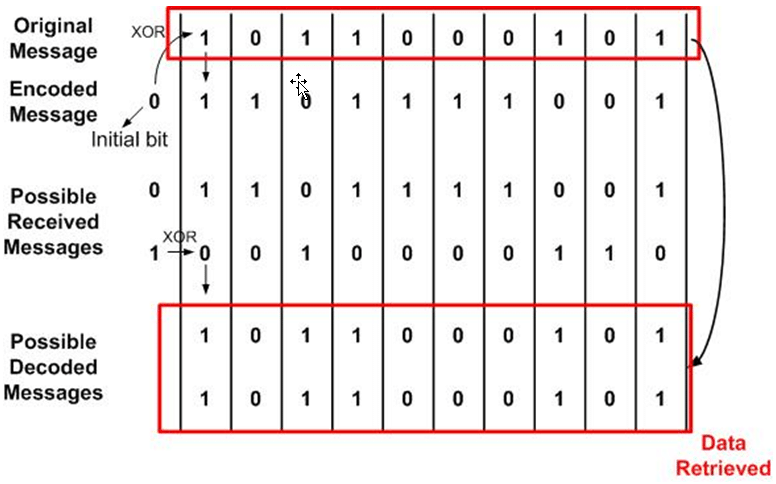 Original
Message
XOR
1 0 1 1 0 0 0 1 0 1
Encoded
Message
0 1 1 0 1 1 1 1 0 0 1
Initial bit
Possible
Received
Messages
0 1 1 0 1 1 1 1 0 0 1
XOR
1 0 0 1 0 0 0 0 1 1 0
Possible
Decoded
Messages
1 0 1 1 0 0 0 1 0 1
1 0 1 1 0 0 0 1 0 1
Data
Retrieved